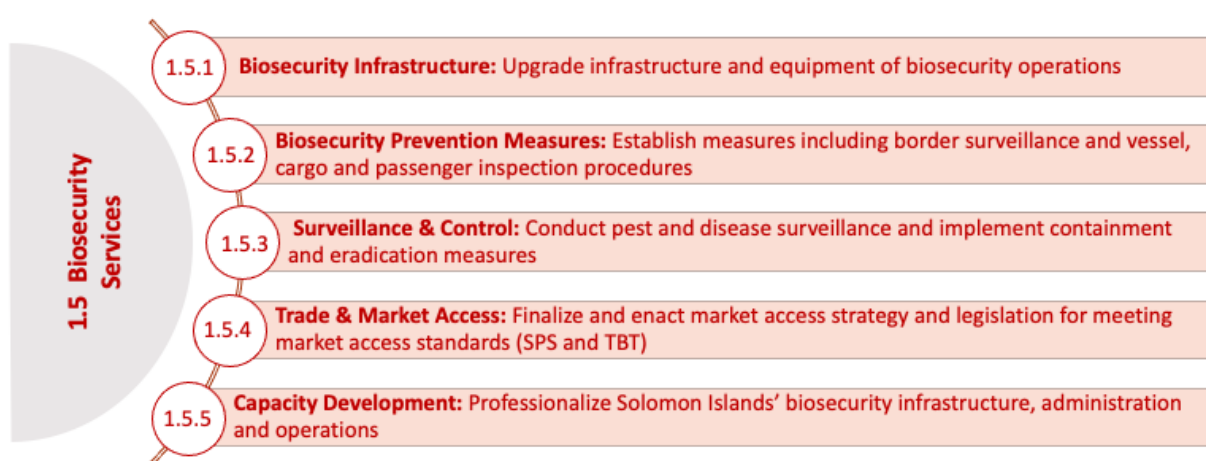 1.5 Biosecurity
Services
1.5.1
Biosecurity Infrastructure: Upgrade infrastructure and equipment of biosecurity operations
1.5.2
Biosecurity Prevention Measures: Establish measures including border surveillance and vessel,
cargo and passenger inspection procedures
1.5.3
Surveillance & Control: Conduct pest and disease surveillance and implement containment
and eradication measures
1.5.4
Trade & Market Access: Finalize and enact market access strategy and legislation for meeting
market access standards (SPS and TBT)
1.5.5
Capacity Development: Professionalize Solomon Islands’ biosecurity infrastructure, administration
and operations